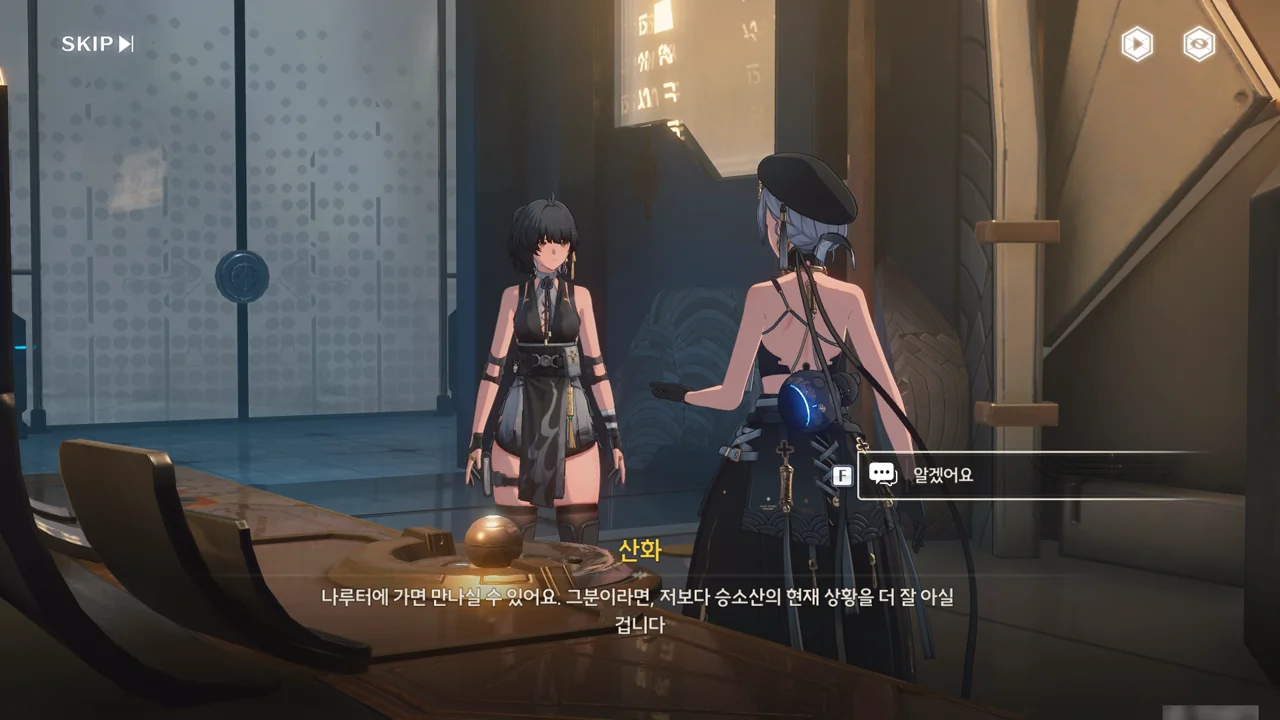 SKIP
F
알겠어요
산화
나루터에 가면 만나실 수 있어요. 그분이라면, 저보다 승소산의 현재 상황을 더 잘 아실
겁니다